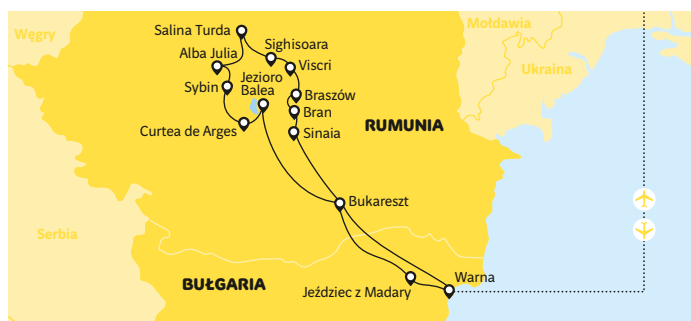 Mołdawia
Węgry
Salina Turda
Sighisoara
Alba Julia
Viscri
Ukraina
Jezioro
Balea
Sybin
Braszów
Bran
Curtea de Arges
RUMUNIA
Sinaia
Bukareszt
Serbia
Warna
BUŁGARIA
Jeździec z Madary